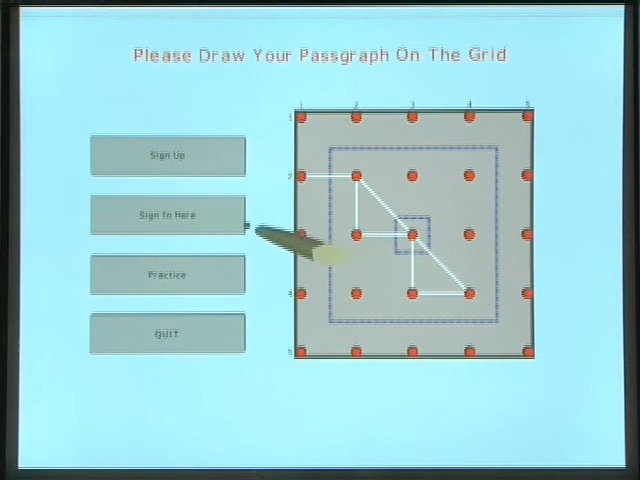 Please Draw Your Passgraph On The Grid
1 2 3 4 5
1
Sign Up
2
Sign In Here
Practice
4
QUIT
5